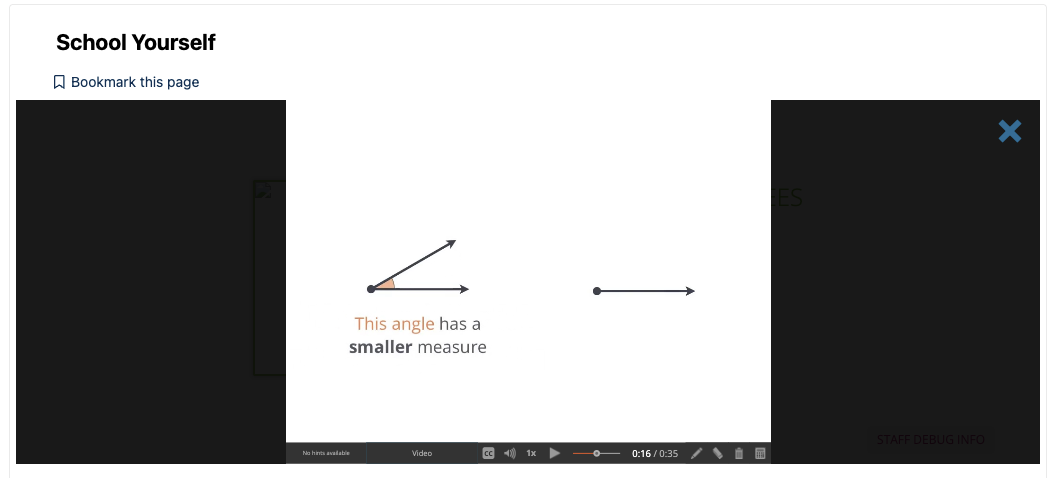 School Yourself
Bookmark this page
EES
This angle has a
smaller measure
STAFF DEBUG INFO
No hints available
Video
CC
1x
0:16 / 0:35